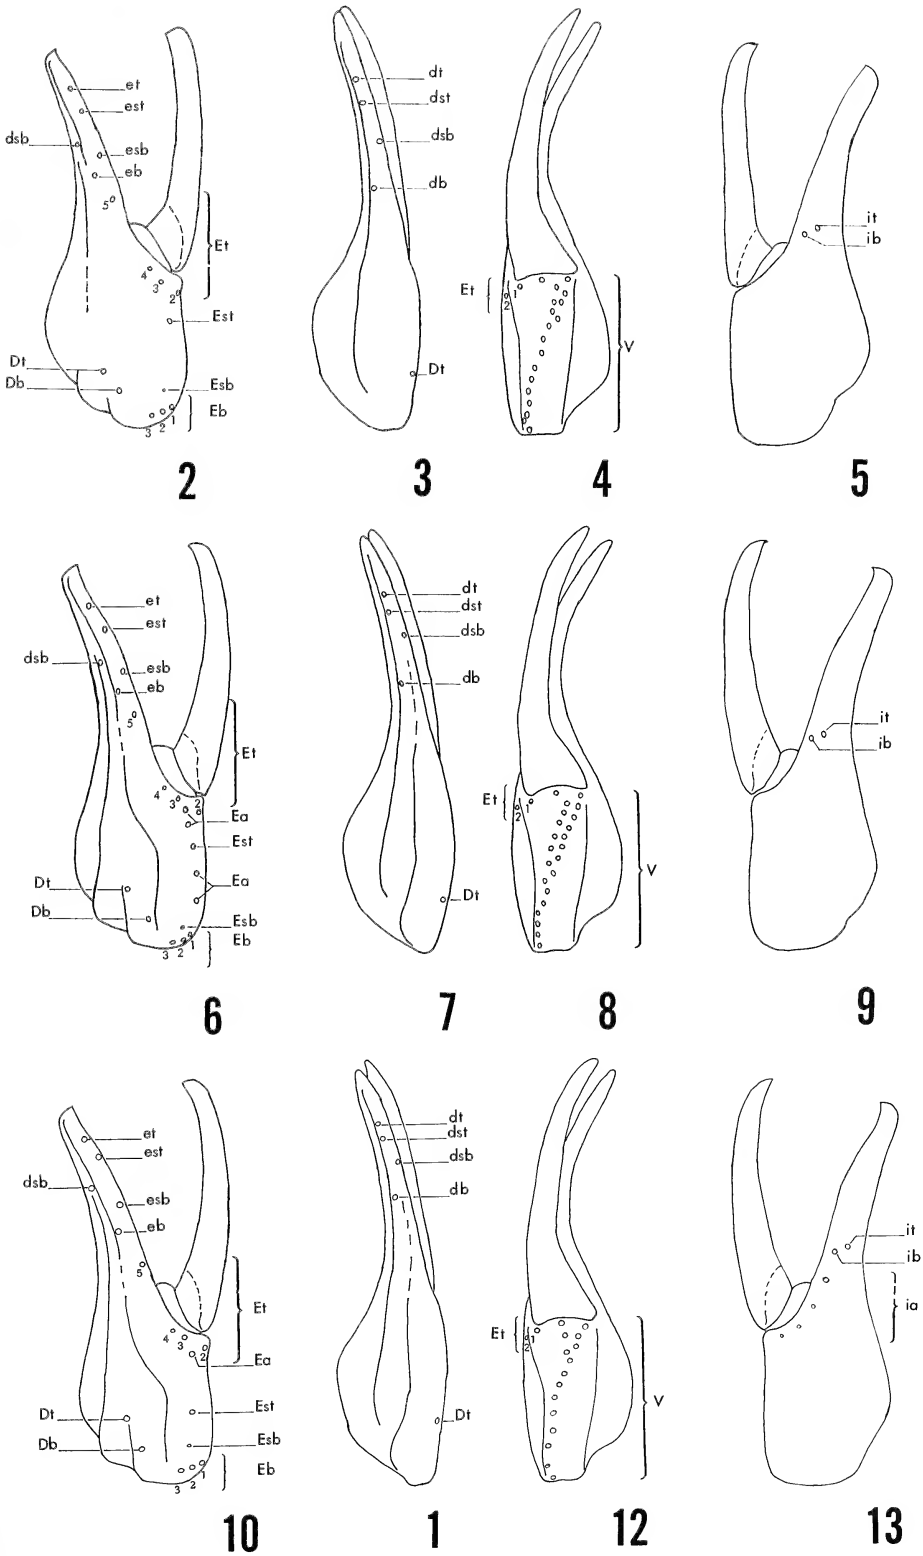 et
est
dsb
esb
eb
5
Et
4
3
2
Est
Dt
Db
Esb
Eb
3 2 1
2
dt
dst
dsb
db
Dt
3
Et
1
2
V
4
it
ib
5
et
est
dsb
esb
eb
5
Et
4
3
2
Ea
Est
Dt
Ea
Db
Esb
Eb
3 2 1
6
dt
dst
dsb
db
Dt
7
Et
1
2
V
8
it
ib
9
et
est
dsb
esb
eb
5
Et
4
3
2
Ea
Dt
Est
Db
Esb
Eb
3 2 1
10
dt
dst
dsb
db
Dt
1
Et
1
2
V
12
it
ib
ia
13